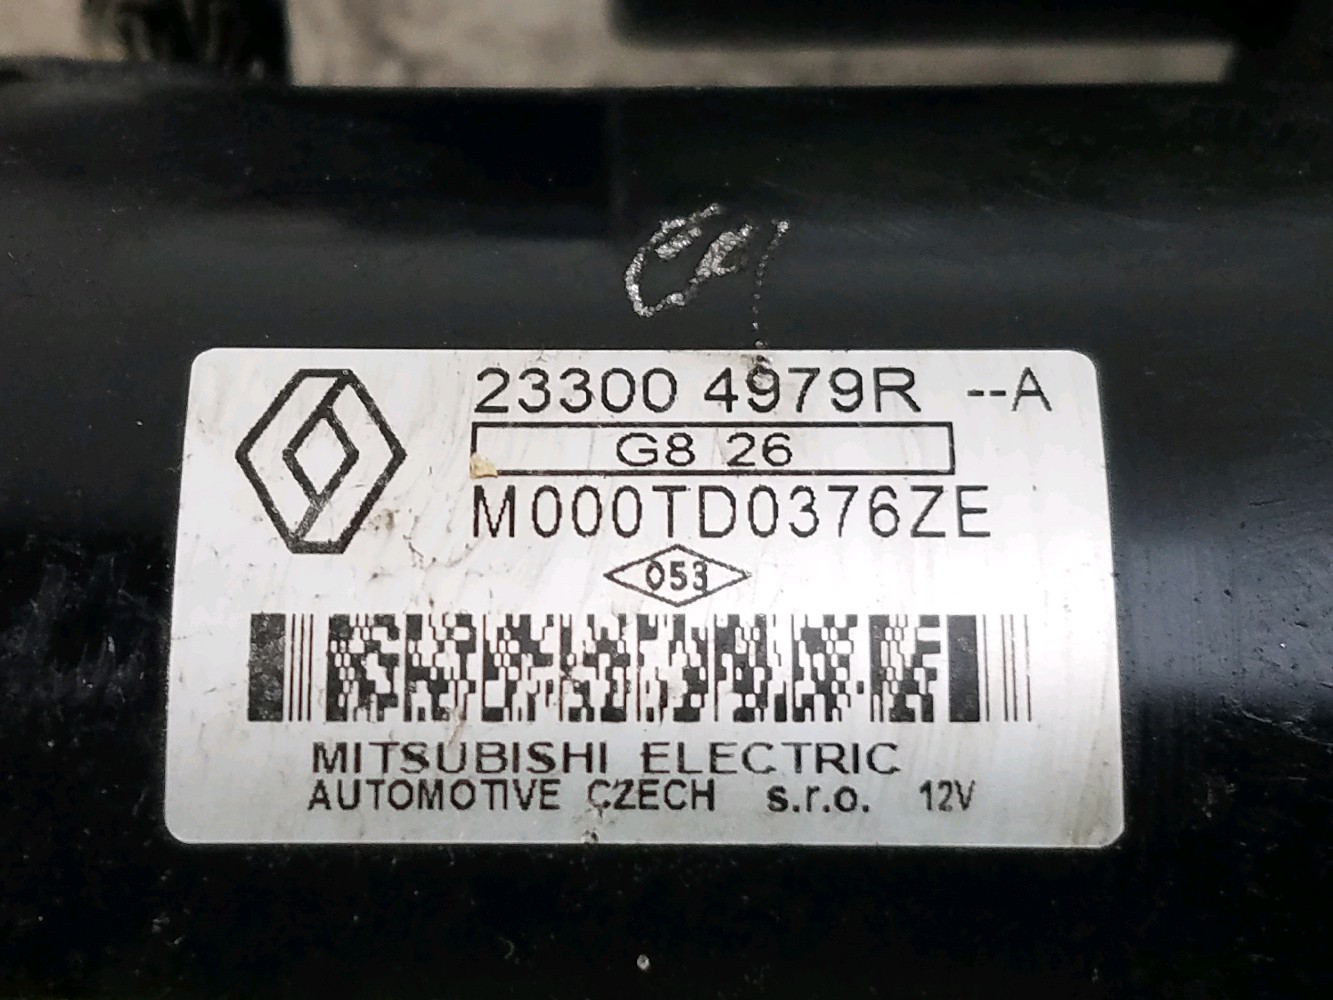 23300 4979R --A
G8 26
M000TD0376ZE
053
MITSUBISHI ELECTRIC
AUTOMOTIVE CZECH s.r.o. 12V